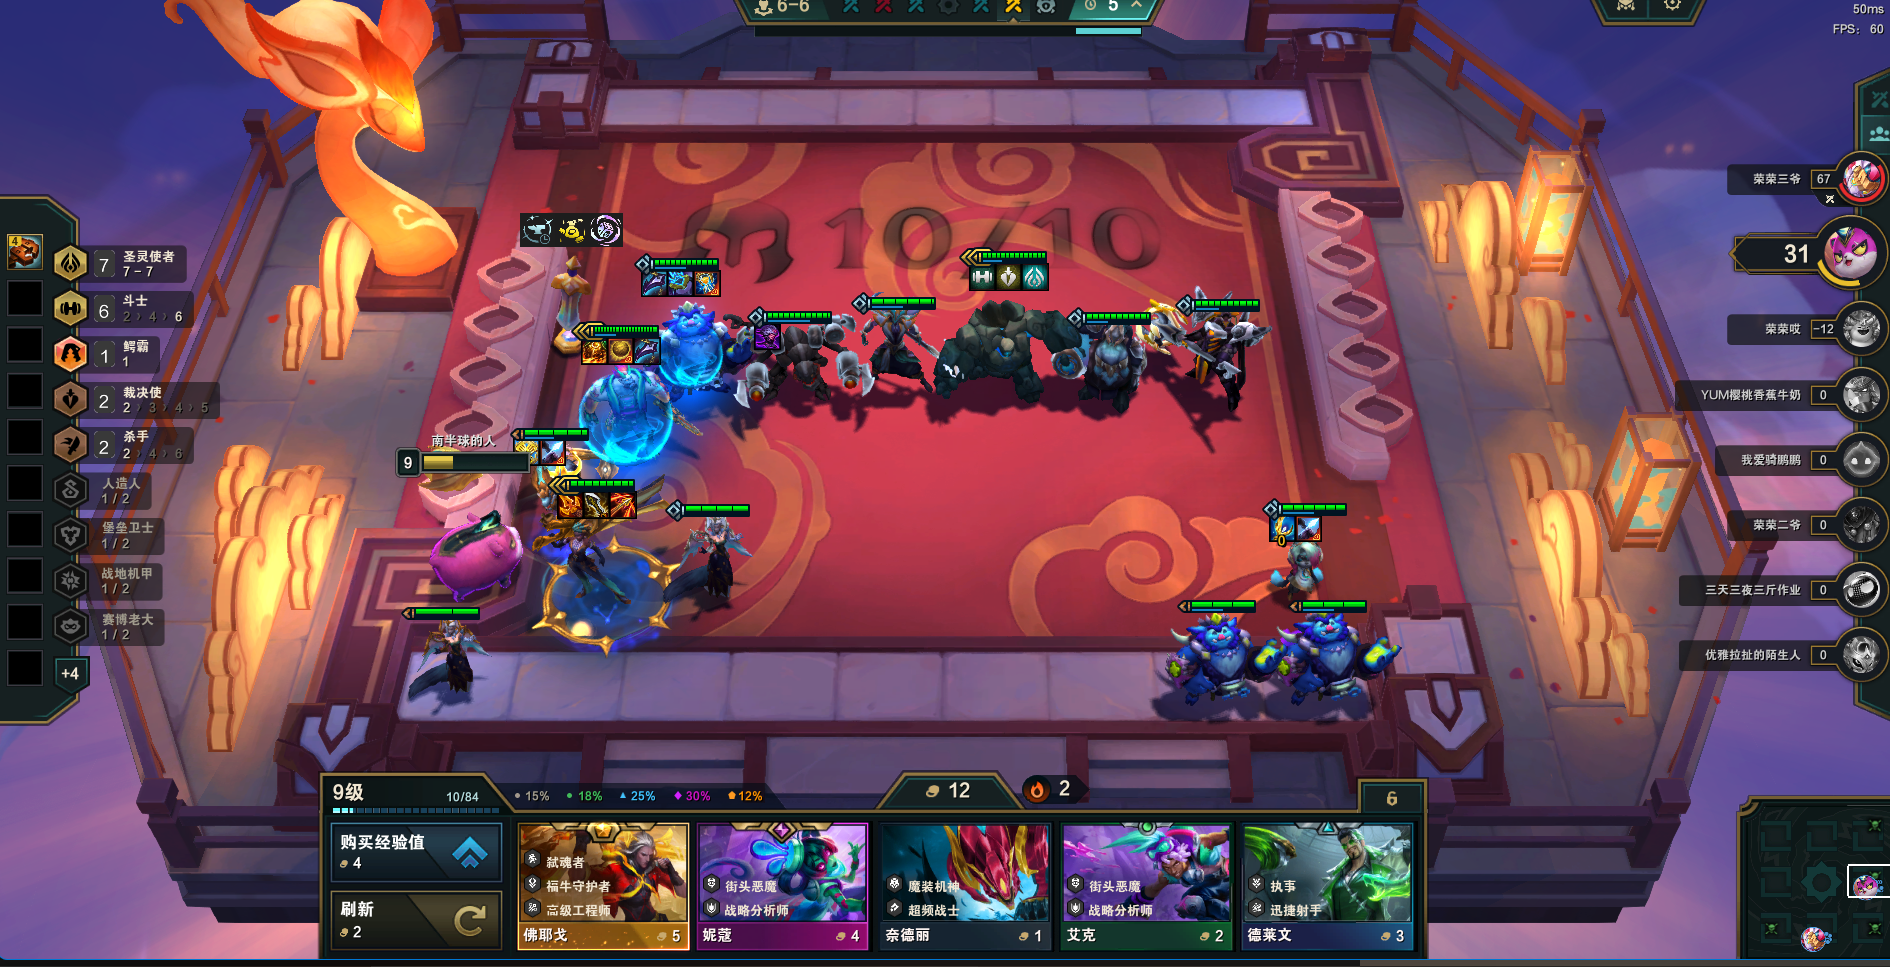 6-6
5
50ms
FPS: 60
10/10
4
7
圣灵使者
7 - 7
6
斗士
2 › 4 › 6
1
鳄霸
1
2
裁决使
2 › 3 › 4 › 5
2
杀手
2 › 4 › 6
人造人
1 / 2
堡垒卫士
1 / 2
战地机甲
1 / 2
赛博老大
1 / 2
+4
南半球的人
9
0
荣荣三爷
67
31
荣荣哎
-12
YUM樱桃香蕉牛奶
0
我爱骑鹏鹏
0
荣荣二爷
0
三天三夜三斤作业
0
优雅拉扯的陌生人
0
9级
10/84
15%
18%
25%
30%
12%
12
2
6
购买经验值
4
刷新
2
弑魂者
福牛守护者
高级工程师
佛耶戈
5
街头恶魔
战略分析师
妮蔻
4
魔装机神
超频战士
奈德丽
1
街头恶魔
战略分析师
艾克
2
执事
迅捷射手
德莱文
3